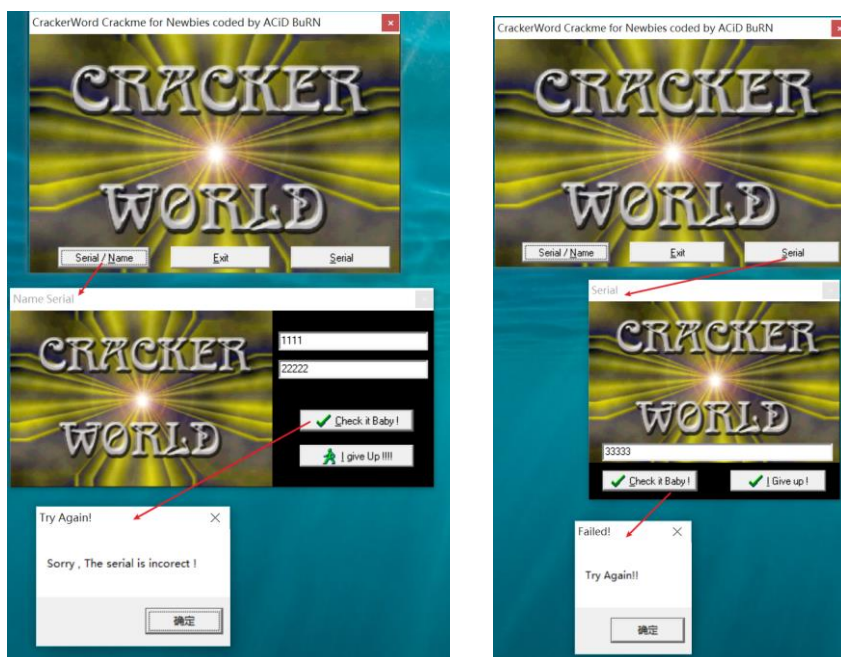 CrackerWord Crackme for Newbies coded by ACiD BuRN
CRACKER
WORLD
Serial / Name
Exit
Serial
Name Serial
CRACKER
WORLD
1111
22222
Check it Baby !
I give Up !!!!
Try Again!
Sorry , The serial is incorect !
确定
CrackerWord Crackme for Newbies coded by ACiD BuRN
CRACKER
WORLD
Serial / Name
Exit
Serial
Serial
CRACKER
WORLD
33333
Check it Baby !
I Give up !
Failed!
Try Again!!
确定